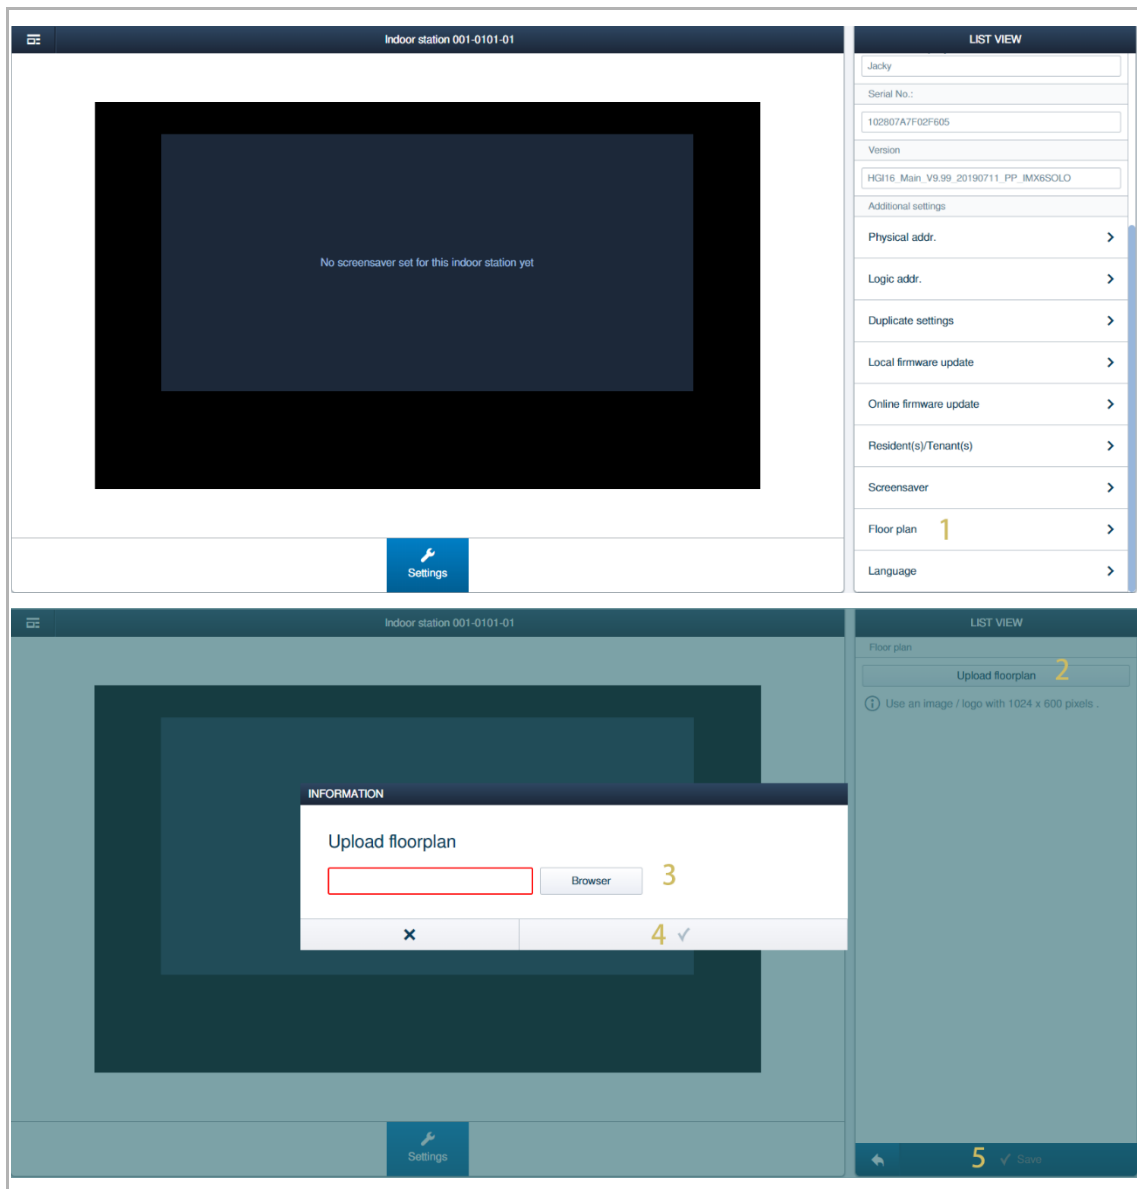 Indoor station 001-0101-01
LIST VIEW
Jacky
Serial No.:
102807A7F02F605
Version
HGI16_Main_V9.99_20190711_PP_IMX6SOLO
Additional settings
Physical addr.
Logic addr.
Duplicate settings
Local firmware update
Online firmware update
Resident(s)/Tenant(s)
Screensaver
Floor plan 1
Language
No screensaver set for this indoor station yet
Settings
Indoor station 001-0101-01
LIST VIEW
Floor plan
Upload floorplan 2
Use an image / logo with 1024 x 600 pixels .
INFORMATION
Upload floorplan
Browser 3
4
Settings
5 Save